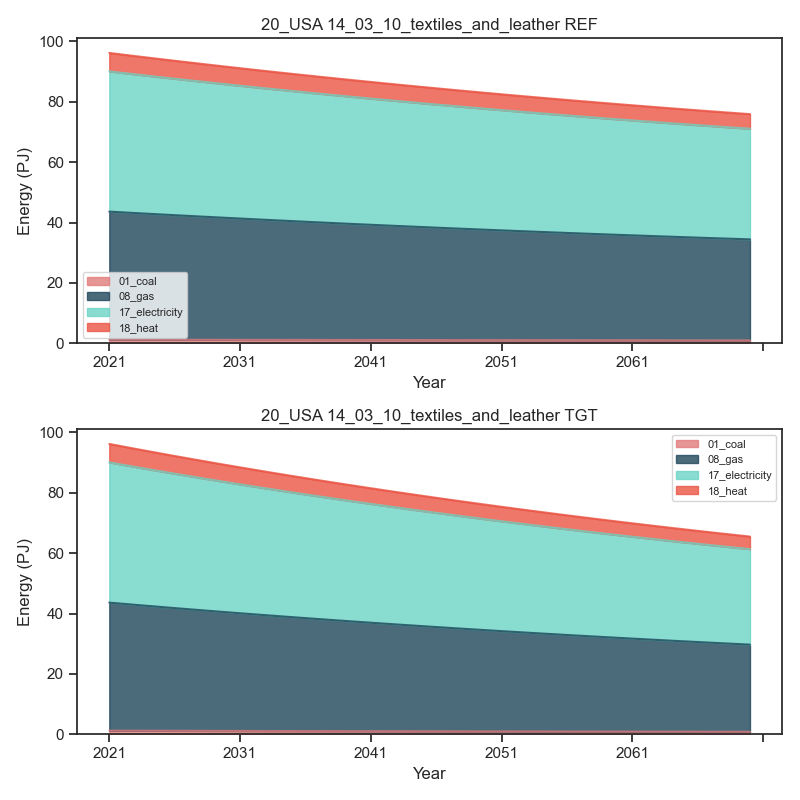 20_USA 14_03_10_textiles_and_leather REF
100
80
60
40
20
0
Energy (PJ)
01_coal
08_gas
17_electricity
18_heat
2021 2031 2041 2051 2061
Year
20_USA 14_03_10_textiles_and_leather TGT
100
80
60
40
20
0
Energy (PJ)
01_coal
08_gas
17_electricity
18_heat
2021 2031 2041 2051 2061
Year